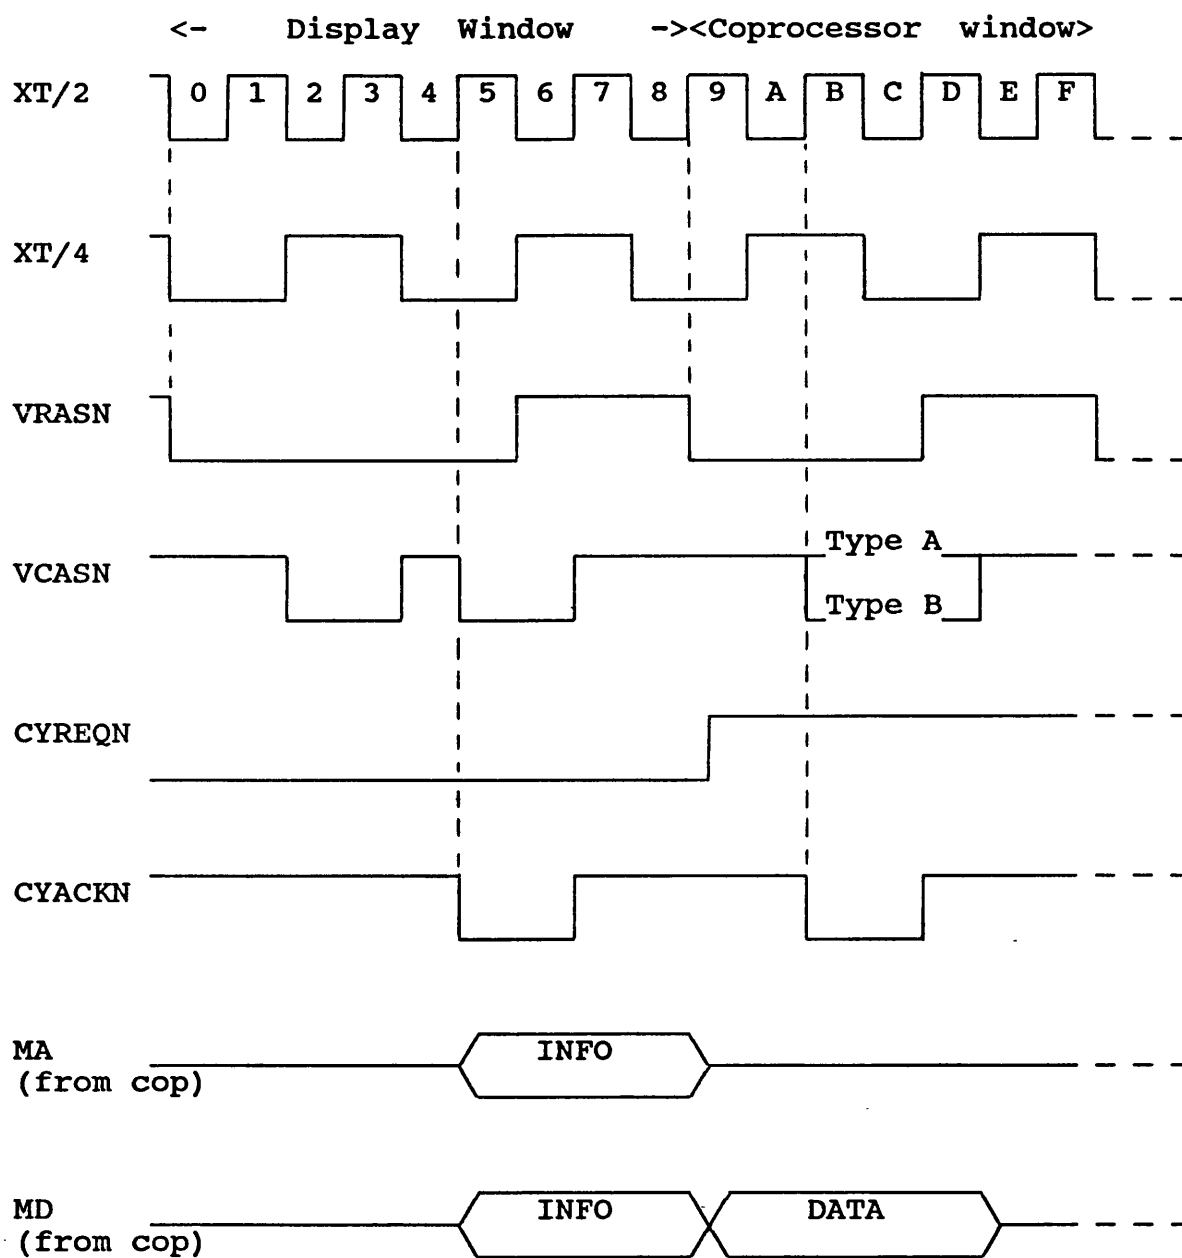 <- Display Window -><Coprocessor window>
XT/2 0 1 2 3 4 5 6 7 8 9 A B C D E F
XT/4
VRASN
VCASN Type A
Type B
CYREQN
CYACKN
MA INFO
(from cop)
MD INFO DATA
(from cop)